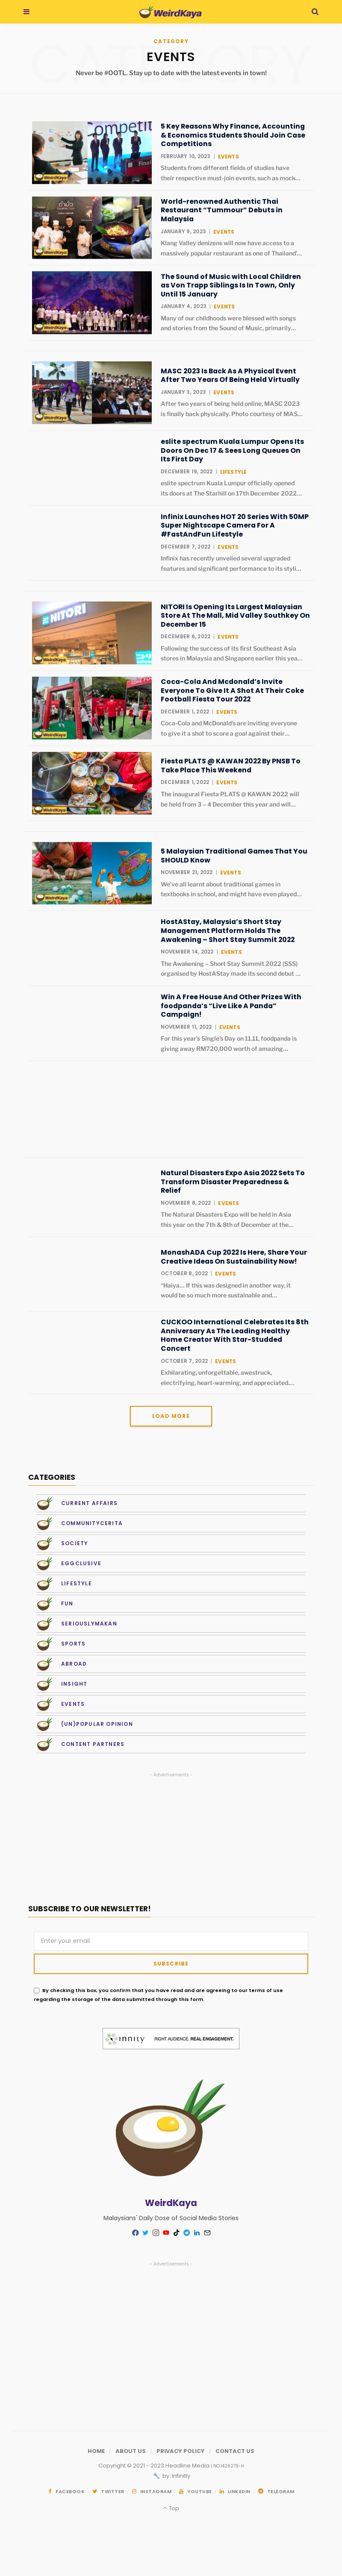 WeirdKaya
CATEGORY
CATEGORY
EVENTS
Never be #OOTL. Stay up to date with the latest events in town!
5 Key Reasons Why Finance, Accounting
& Economics Students Should Join Case
Competitions
FEBRUARY 10, 2023 | EVENTS
Students from different fields of studies have
their respective must-join events, such as mock…
World-renowned Authentic Thai
Restaurant “Tummour” Debuts in
Malaysia
JANUARY 9, 2023 | EVENTS
Klang Valley denizens will now have access to a
massively popular restaurant as one of Thailand'…
The Sound of Music with Local Children
as Von Trapp Siblings Is In Town, Only
Until 15 January
JANUARY 4, 2023 | EVENTS
Many of our childhoods were blessed with songs
and stories from the Sound of Music, primarily…
MASC 2023 Is Back As A Physical Event
After Two Years Of Being Held Virtually
JANUARY 3, 2023 | EVENTS
After two years of being held online, MASC 2023
is finally back physically. Photo courtesy of MAS…
eslite spectrum Kuala Lumpur Opens Its
Doors On Dec 17 & Sees Long Queues On
Its First Day
DECEMBER 19, 2022 | LIFESTYLE
eslite spectrum Kuala Lumpur officially opened
its doors at The Starhill on 17th December 2022…
Infinix Launches HOT 20 Series With 50MP
Super Nightscape Camera For A
#FastAndFun Lifestyle
DECEMBER 7, 2022 | EVENTS
Infinix has recently unveiled several upgraded
features and significant performance to its styli…
NITORI Is Opening Its Largest Malaysian
Store At The Mall, Mid Valley Southkey On
December 15
DECEMBER 6, 2022 | EVENTS
Following the success of its first Southeast Asia
stores in Malaysia and Singapore earlier this yea…
Coca-Cola And Mcdonald’s Invite
Everyone To Give It A Shot At Their Coke
Football Fiesta Tour 2022
DECEMBER 1, 2022 | EVENTS
Coca-Cola and McDonald’s are inviting everyone
to give it a shot to score a goal against their…
Fiesta PLATS @ KAWAN 2022 By PNSB To
Take Place This Weekend
DECEMBER 1, 2022 | EVENTS
The inaugural Fiesta PLATS @ KAWAN 2022 will
be held from 3 – 4 December this year and will…
5 Malaysian Traditional Games That You
SHOULD Know
NOVEMBER 21, 2022 | EVENTS
We’ve all learnt about traditional games in
textbooks in school, and might have even played…
HostAStay, Malaysia’s Short Stay
Management Platform Holds The
Awakening – Short Stay Summit 2022
NOVEMBER 14, 2022 | EVENTS
The Awakening – Short Stay Summit 2022 (SSS)
organised by HostAStay made its second debut …
Win A Free House And Other Prizes With
foodpanda’s “Live Like A Panda”
Campaign!
NOVEMBER 11, 2022 | EVENTS
For this year’s Single’s Day on 11.11, foodpanda is
giving away RM720,000 worth of amazing…
Natural Disasters Expo Asia 2022 Sets To
Transform Disaster Preparedness &
Relief
NOVEMBER 8, 2022 | EVENTS
The Natural Disasters Expo will be held in Asia
this year on the 7th & 8th of December at the…
MonashADA Cup 2022 Is Here, Share Your
Creative Ideas On Sustainability Now!
OCTOBER 8, 2022 | EVENTS
“Haiya… If this was designed in another way, it
would be so much more sustainable and…
CUCKOO International Celebrates Its 8th
Anniversary As The Leading Healthy
Home Creator With Star-Studded
Concert
OCTOBER 7, 2022 | EVENTS
Exhilarating, unforgettable, awestruck,
electrifying, heart-warming, and appreciated.…
LOAD MORE
CATEGORIES
CURRENT AFFAIRS
COMMUNITYCERITA
SOCIETY
EGGCLUSIVE
LIFESTYLE
FUN
SERIOUSLYMAKAN
SPORTS
ABROAD
INSIGHT
EVENTS
(UN)POPULAR OPINION
CONTENT PARTNERS
- Advertisements -
SUBSCRIBE TO OUR NEWSLETTER!
Enter your email
SUBSCRIBE
By checking this box, you confirm that you have read and are agreeing to our terms of use
regarding the storage of the data submitted through this form.
innity RIGHT AUDIENCE. REAL ENGAGEMENT.
WeirdKaya
Malaysians' Daily Dose of Social Media Stories
- Advertisements -
HOME / ABOUT US / PRIVACY POLICY / CONTACT US
by Infinity
FACEBOOK TWITTER INSTAGRAM YOUTUBE LINKEDIN TELEGRAM
Top